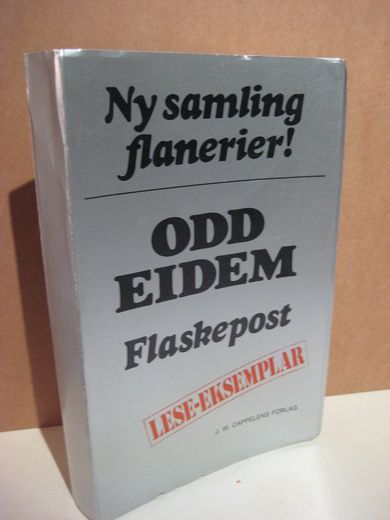 Ny samling
flanerier!
ODD
EIDEM
Flaskepost
LESE-EKSEMPLAR
J. W. CAPPELENS FORLAG